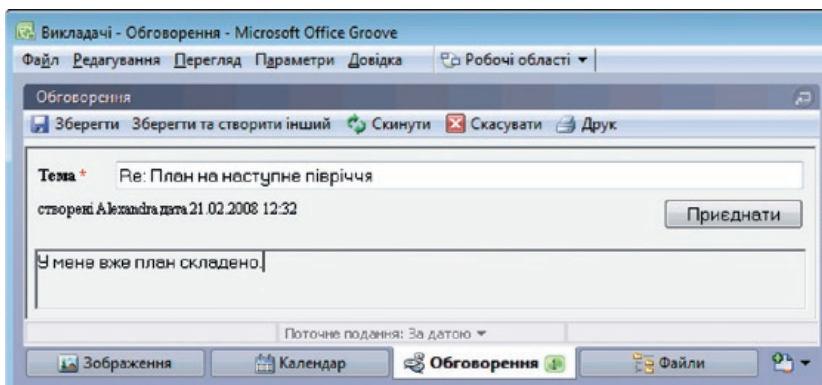 Викладачі - Обговорення - Microsoft Office Groove
Файл Редагування Перегляд Параметри Довідка Робочі області
Обговорення
Зберегти Зберегти та створити інший Скинути Скасувати Друк
Тема * Re: План на наступне півріччя
створені Alexandra дата 21.02.2008 12:32
Приєднати
У мене вже план складено.
Поточне подання: За датою
Зображення Календар Обговорення Файли